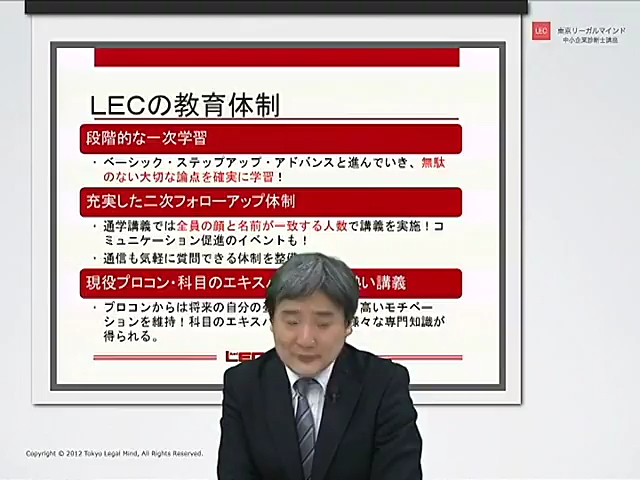 LEC 東京リーガルマインド
中小企業診断士講座
LECの教育体制
段階的な一次学習
・ベーシック・ステップアップ・アドバンスと進んでいき、無駄
のない大切な論点を確実に学習！
充実した二次フォローアップ体制
・通学講義では全員の顔と名前が一致する人数で講義を実施！コ
ミュニケーション促進のイベントも！
・通信も気軽に質問できる体制を整備
現役プロコン・科目のエキス 講義
・プロコンからは将来の自分の 高いモチベー
ションを維持！科目のエキス 様々な専門知識が
得られる。
LEC
Copyright © 2012 Tokyo Legal Mind, All Rights Reserved.